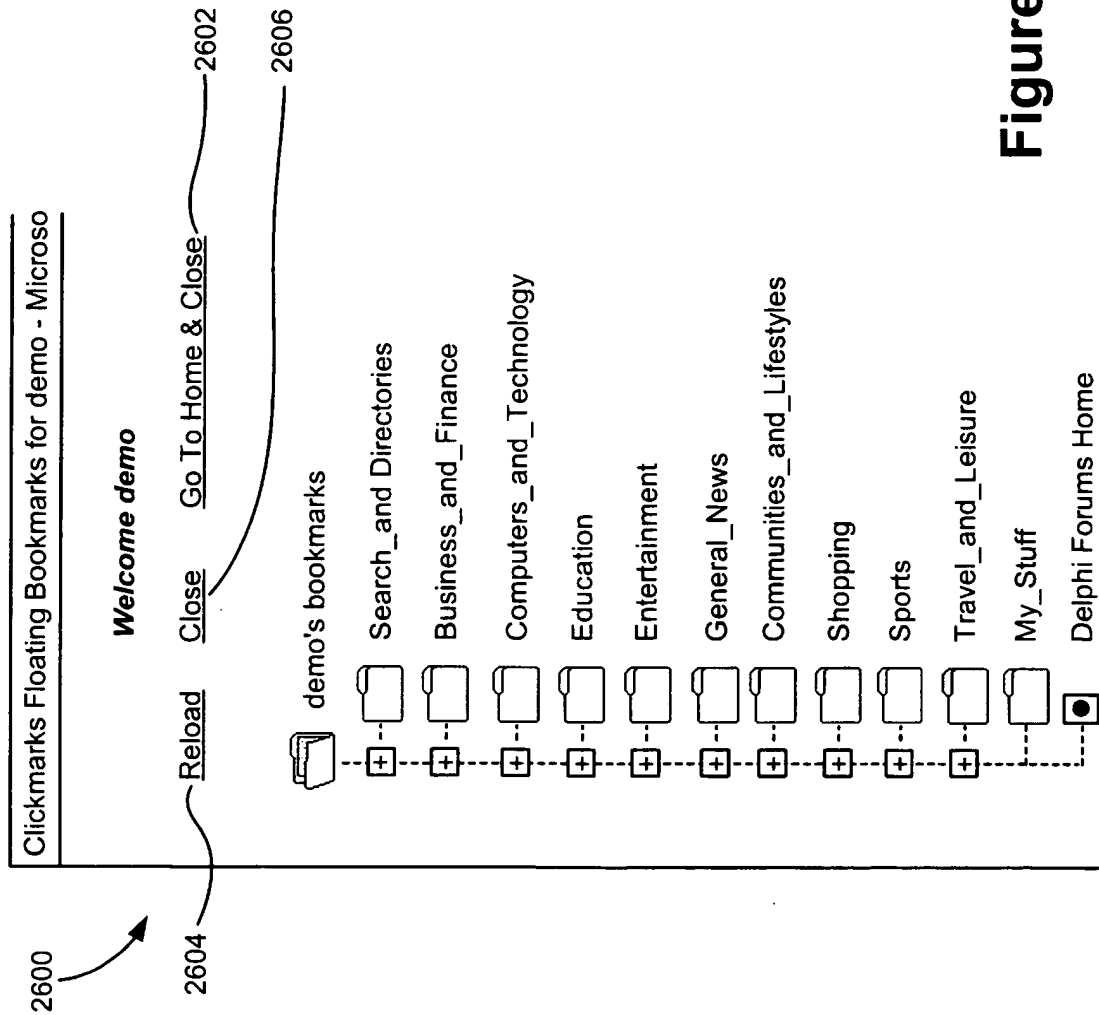 Clickmarks Floating Bookmarks for demo - Microso
2600
Welcome demo
2604
Reload Close Go To Home & Close
2602
2606
demo's bookmarks
Search_and Directories
Business_and_Finance
Computers_and_Technology
Education
Entertainment
General_News
Communities_and_Lifestyles
Shopping
Sports
Travel_and_Leisure
My_Stuff
Delphi Forums Home
Figure